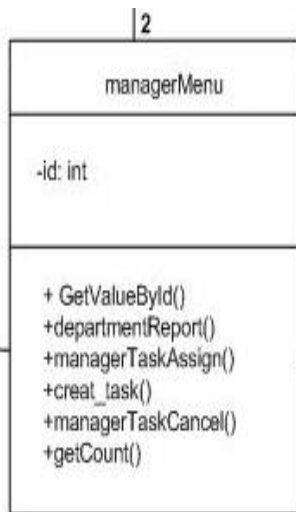 2
managerMenu
-id: int
+ GetValueById()
+departmentReport()
+managerTaskAssign()
+creat_task()
+managerTaskCancel()
+getCount()